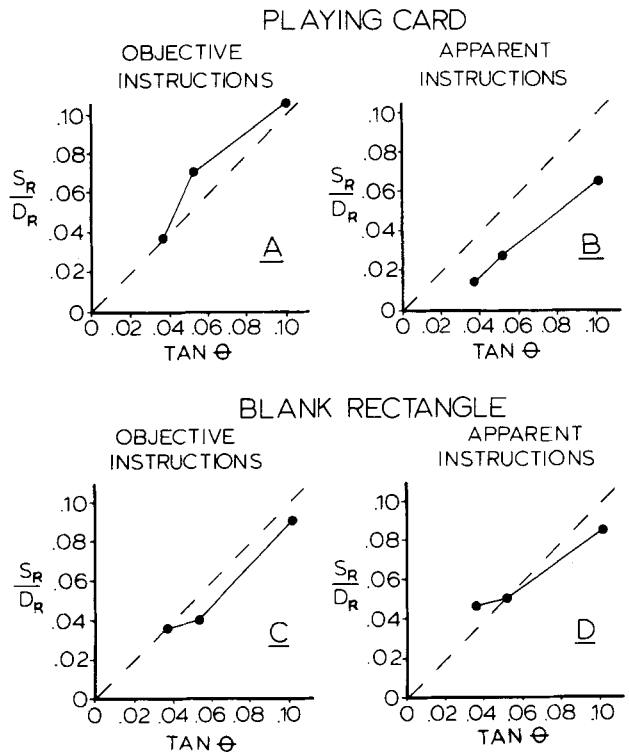 PLAYING CARD
OBJECTIVE INSTRUCTIONS
APPARENT INSTRUCTIONS
.10
.08
.06
.04
.02
0
S_R/D_R
A
0 .02 .04 .06 .08 .10
TAN Θ
.10
.08
.06
.04
.02
0
S_R/D_R
B
0 .02 .04 .06 .08 .10
TAN Θ
BLANK RECTANGLE
OBJECTIVE INSTRUCTIONS
APPARENT INSTRUCTIONS
.10
.08
.06
.04
.02
0
S_R/D_R
C
0 .02 .04 .06 .08 .10
TAN Θ
.10
.08
.06
.04
.02
0
S_R/D_R
D
0 .02 .04 .06 .08 .10
TAN Θ